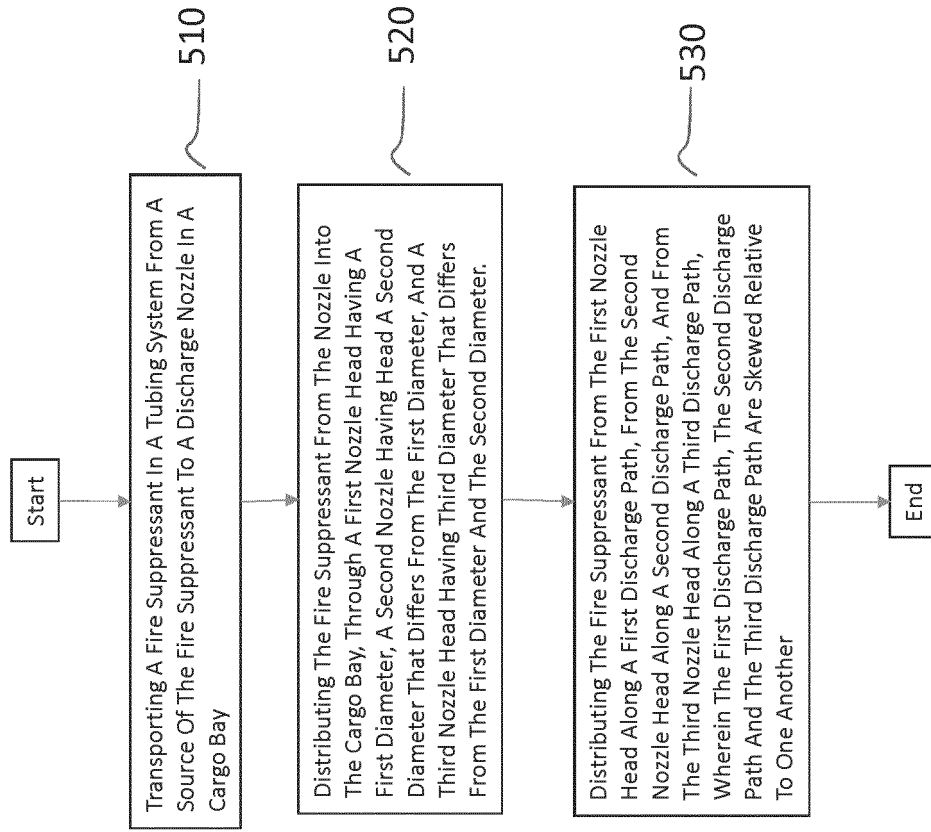 Start
Transporting A Fire Suppressant In A Tubing System From A
Source Of The Fire Suppressant To A Discharge Nozzle In A
Cargo Bay
510
Distributing The Fire Suppressant From The Nozzle Into
The Cargo Bay, Through A First Nozzle Head Having A
First Diameter, A Second Nozzle Having Head A Second
Diameter That Differs From The First Diameter, And A
Third Nozzle Head Having Third Diameter That Differs
From The First Diameter And The Second Diameter.
520
Distributing The Fire Suppressant From The First Nozzle
Head Along A First Discharge Path, From The Second
Nozzle Head Along A Second Discharge Path, And From
The Third Nozzle Head Along A Third Discharge Path,
Wherein The First Discharge Path, The Second Discharge
Path And The Third Discharge Path Are Skewed Relative
To One Another
530
End